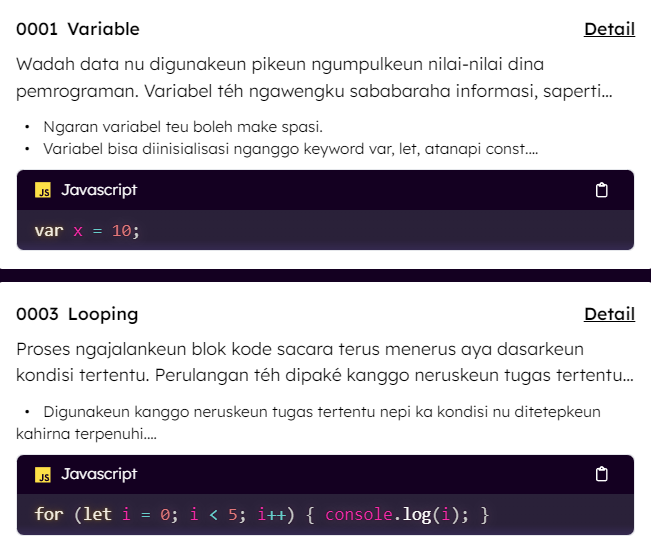 0001 Variable Detail
Wadah data nu digunakeun pikeun ngumpulkeun nilai-nilai dina
pemrograman. Variabel téh ngawengku sababaraha informasi, saperti...
• Ngaran variabel teu boleh make spasi.
• Variabel bisa diinisialisasi nganggo keyword var, let, atanapi const....
JS Javascript
var x = 10;
0003 Looping Detail
Proses ngajalankeun blok kode sacara terus menerus aya dasarkeun
kondisi tertentu. Perulangan téh dipaké kanggo neruskeun tugas tertentu...
• Digunakeun kanggo neruskeun tugas tertentu nepi ka kondisi nu ditetepkeun
kahirna terpenuhi....
JS Javascript
for (let i = 0; i < 5; i++) { console.log(i); }